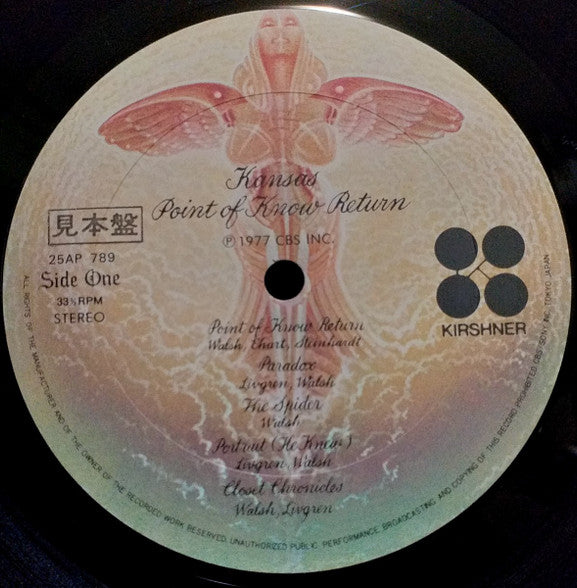 Kansas
Point of Know Return
℗ 1977 CBS INC.
見本盤
25AP 789
Side One
33⅓RPM
STEREO
KIRSHNER
Point of Know Return
Walsh, Ehart, Steinhardt
Paradox
Livgren, Walsh
The Spider
Walsh
Portrait (He Knew)
Livgren, Walsh
Closet Chronicles
Walsh, Livgren
ALL RIGHTS OF THE MANUFACTURER AND OF THE OWNER OF THE RECORDED WORK RESERVED. UNAUTHORIZED PUBLIC PERFORMANCE, BROADCASTING AND COPYING OF THIS RECORD PROHIBITED. CBS/SONY INC. TOKYO JAPAN